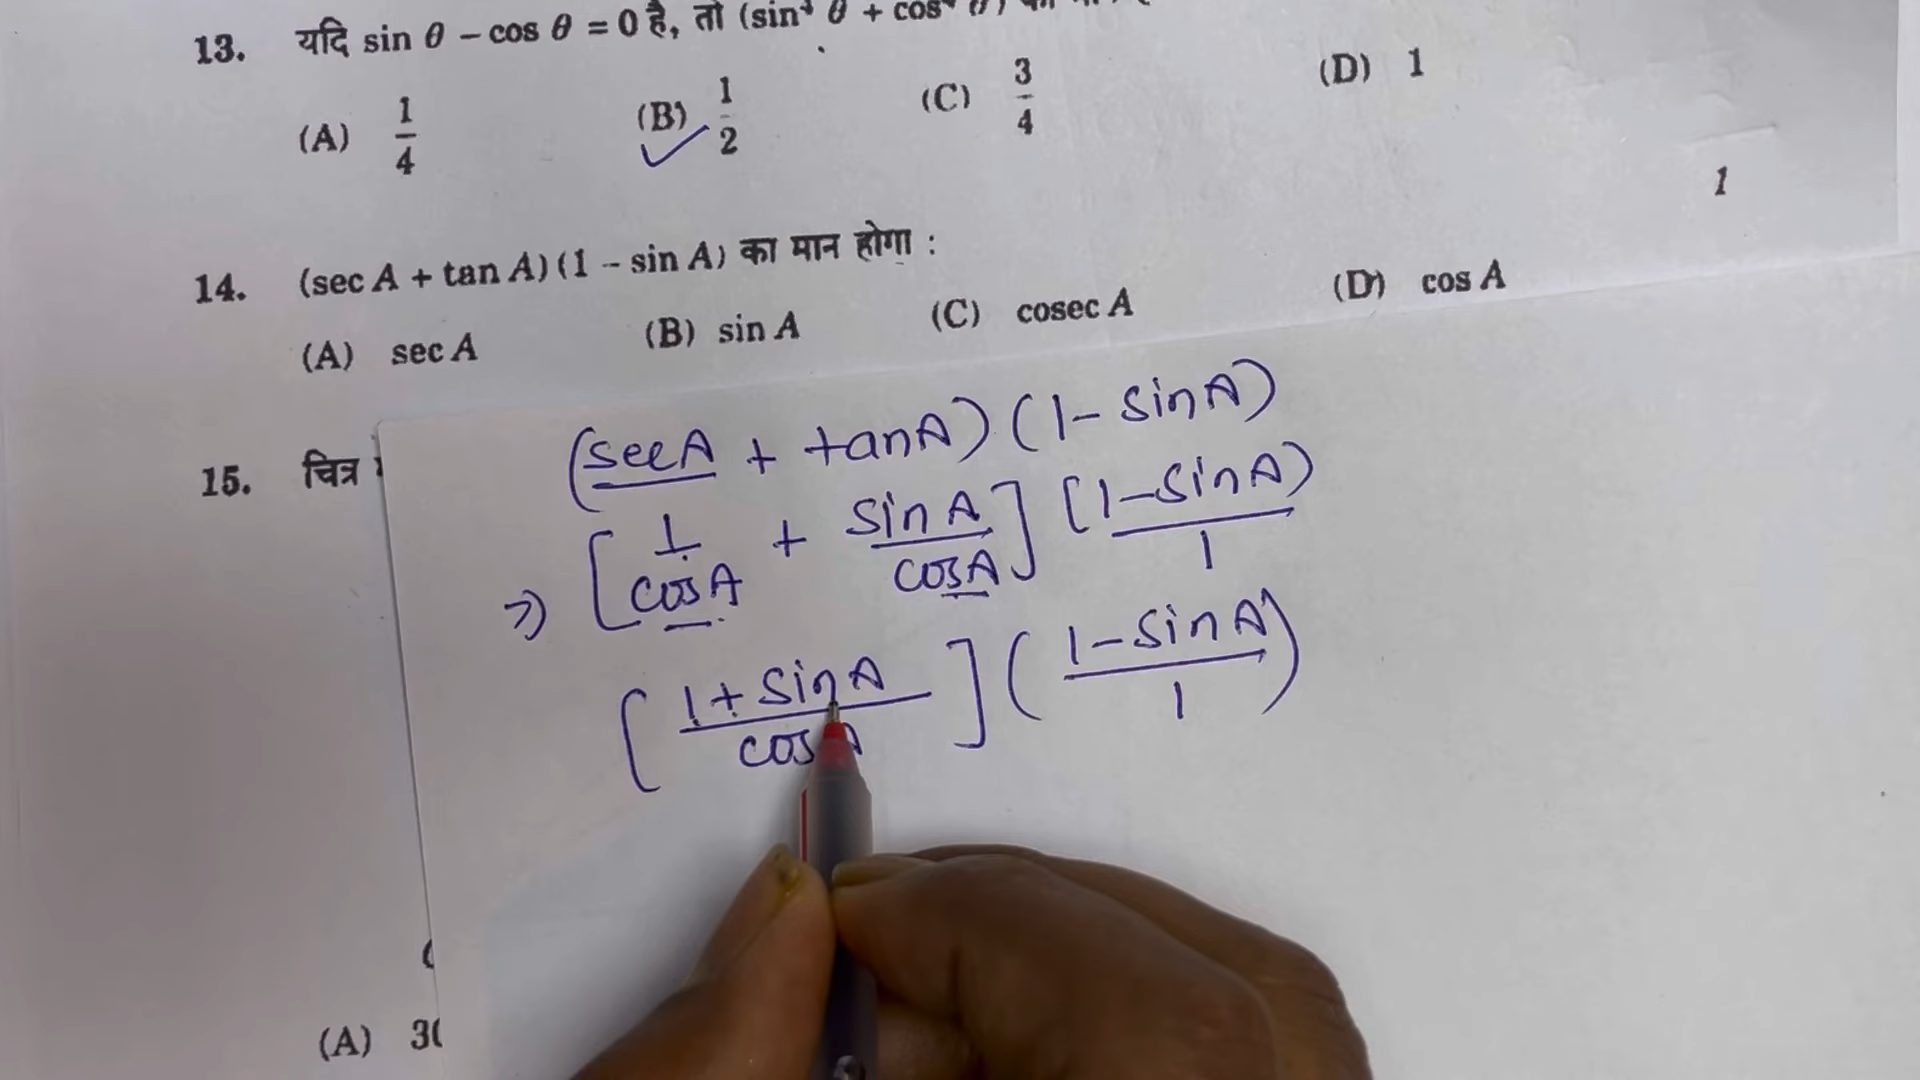 13. यदि sin θ – cos θ = 0 है, तो (sin⁴ θ + cos⁴ θ)
(A) 1/4 (B) 1/2 (C) 3/4 (D) 1
1
14. (sec A + tan A) (1 – sin A) का मान होगा :
(A) sec A (B) sin A (C) cosec A (D) cos A
15. चित्र
(secA + tanA) (1 - sinA)
⇒ [1/cosA + sinA/cosA] [(1-sinA)/1
[(1 + sinA)/cosA] ((1 - sinA)/1)
(A) 3